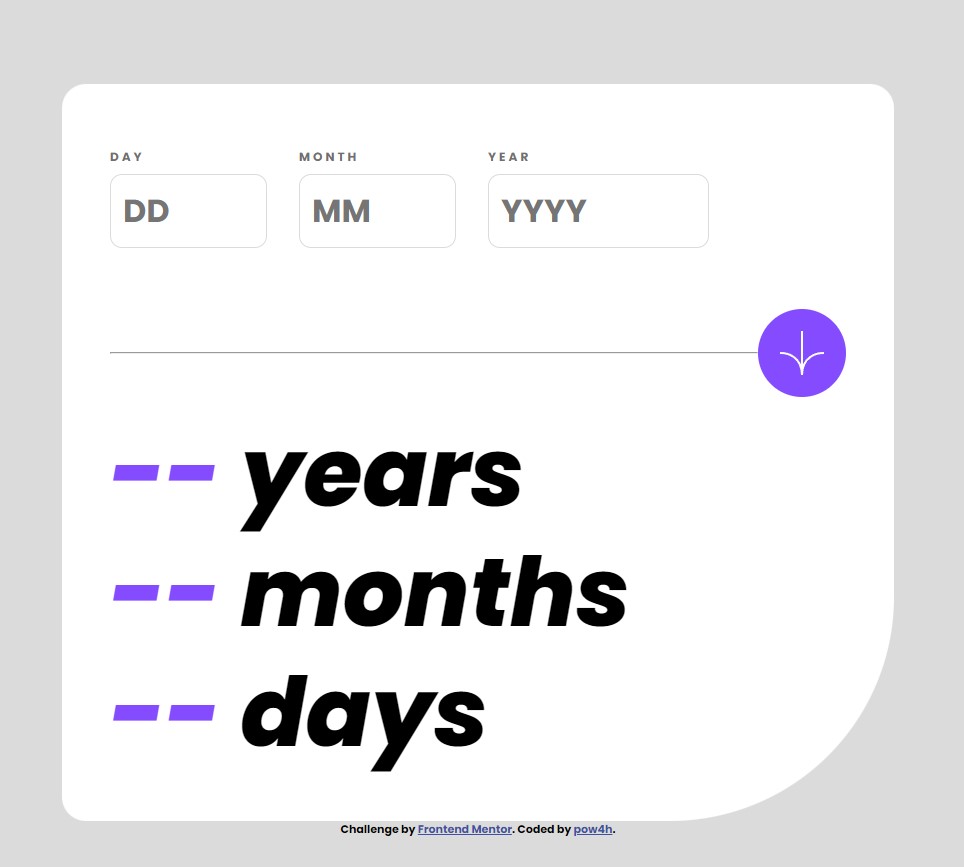 DAY MONTH YEAR
DD MM YYYY
-- years
-- months
-- days
Challenge by Frontend Mentor. Coded by pow4h.